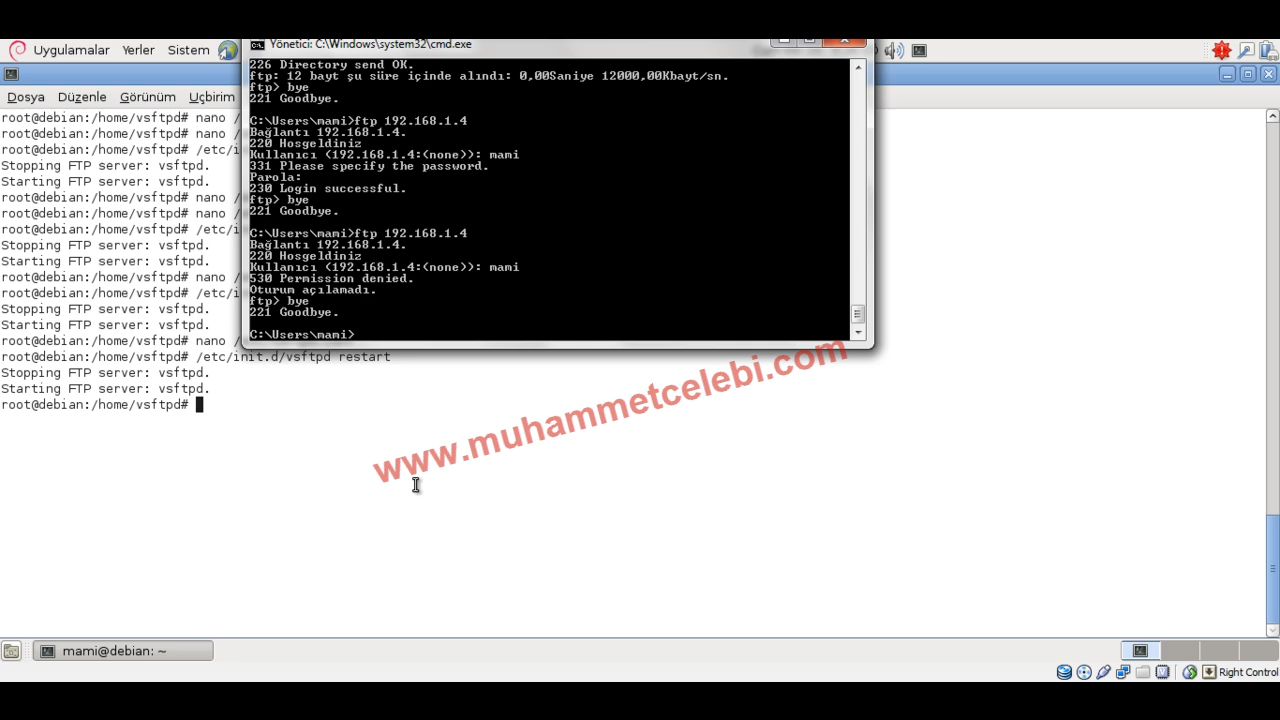 Yönetici: C:\Windows\system32\cmd.exe
Uygulamalar Yerler Sistem
Dosya Düzenle Görünüm Uçbirim
226 Directory send OK.
ftp: 12 bayt şu süre içinde alındı: 0,00Saniye 12000,00Kbayt/sn.
ftp> bye
221 Goodbye.
C:\Users\mami>ftp 192.168.1.4
Bağlantı 192.168.1.4.
220 Hosgeldiniz
Kullanıcı (192.168.1.4:(none)): mami
331 Please specify the password.
Parola:
230 Login successful.
ftp> bye
221 Goodbye.
C:\Users\mami>ftp 192.168.1.4
Bağlantı 192.168.1.4.
220 Hosgeldiniz
Kullanıcı (192.168.1.4:(none)): mami
530 Permission denied.
Oturum açılamadı.
ftp> bye
221 Goodbye.
C:\Users\mami>
root@debian:/home/vsftpd# nano /
root@debian:/home/vsftpd# nano /
root@debian:/home/vsftpd# /etc/i
Stopping FTP server: vsftpd.
Starting FTP server: vsftpd.
root@debian:/home/vsftpd# nano /
root@debian:/home/vsftpd# nano /
root@debian:/home/vsftpd# /etc/i
Stopping FTP server: vsftpd.
Starting FTP server: vsftpd.
root@debian:/home/vsftpd# nano /
root@debian:/home/vsftpd# /etc/i
Stopping FTP server: vsftpd.
Starting FTP server: vsftpd.
root@debian:/home/vsftpd# nano /
root@debian:/home/vsftpd# /etc/init.d/vsftpd restart
Stopping FTP server: vsftpd.
Starting FTP server: vsftpd.
root@debian:/home/vsftpd#
www.muhammetcelebi.com
mami@debian: ~
Right Control